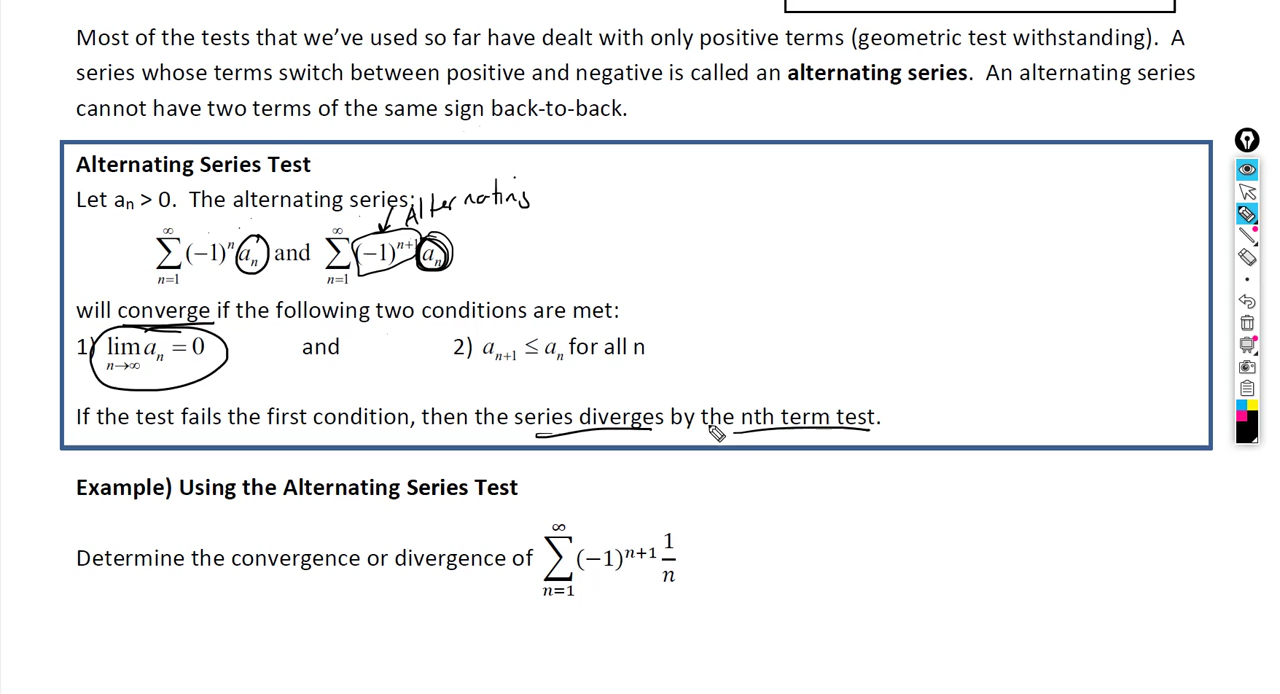 Most of the tests that we've used so far have dealt with only positive terms (geometric test withstanding). A
series whose terms switch between positive and negative is called an alternating series. An alternating series
cannot have two terms of the same sign back-to-back.
Alternating Series Test
Let aₙ > 0. The alternating series:
Alternating
∑_{n=1}^{∞} (−1)ⁿ aₙ and ∑_{n=1}^{∞} (−1)ⁿ⁺¹ aₙ
will converge if the following two conditions are met:
1) lim_{n→∞} aₙ = 0 and 2) aₙ₊₁ ≤ aₙ for all n
If the test fails the first condition, then the series diverges by the nth term test.
Example) Using the Alternating Series Test
Determine the convergence or divergence of ∑_{n=1}^{∞} (−1)ⁿ⁺¹ 1/n